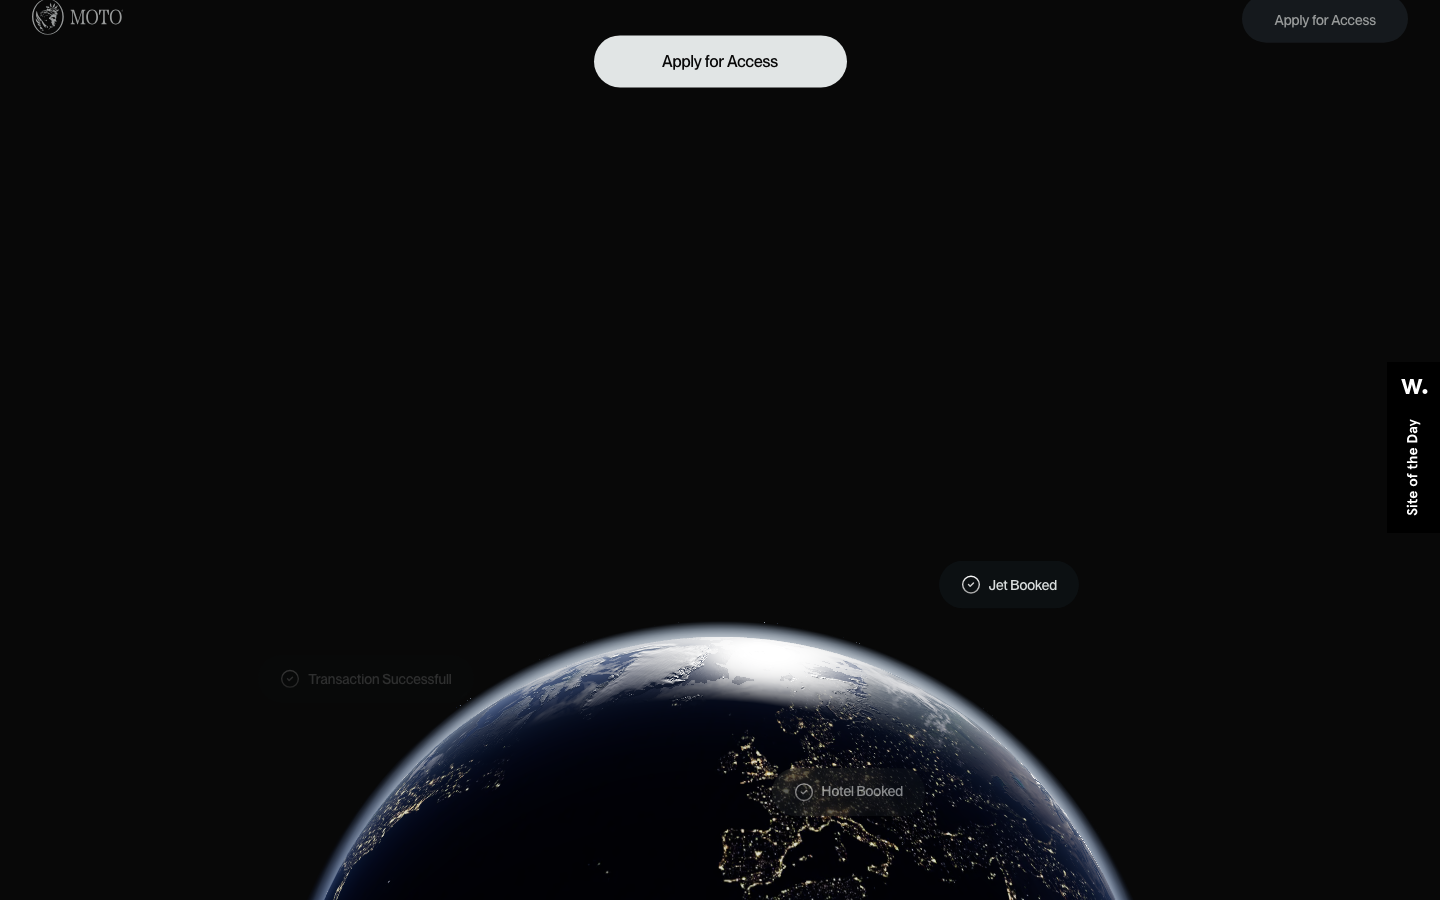 MOTO
Apply for Access
Apply for Access
W.
Site of the Day
Jet Booked
Transaction Successfull
Hotel Booked